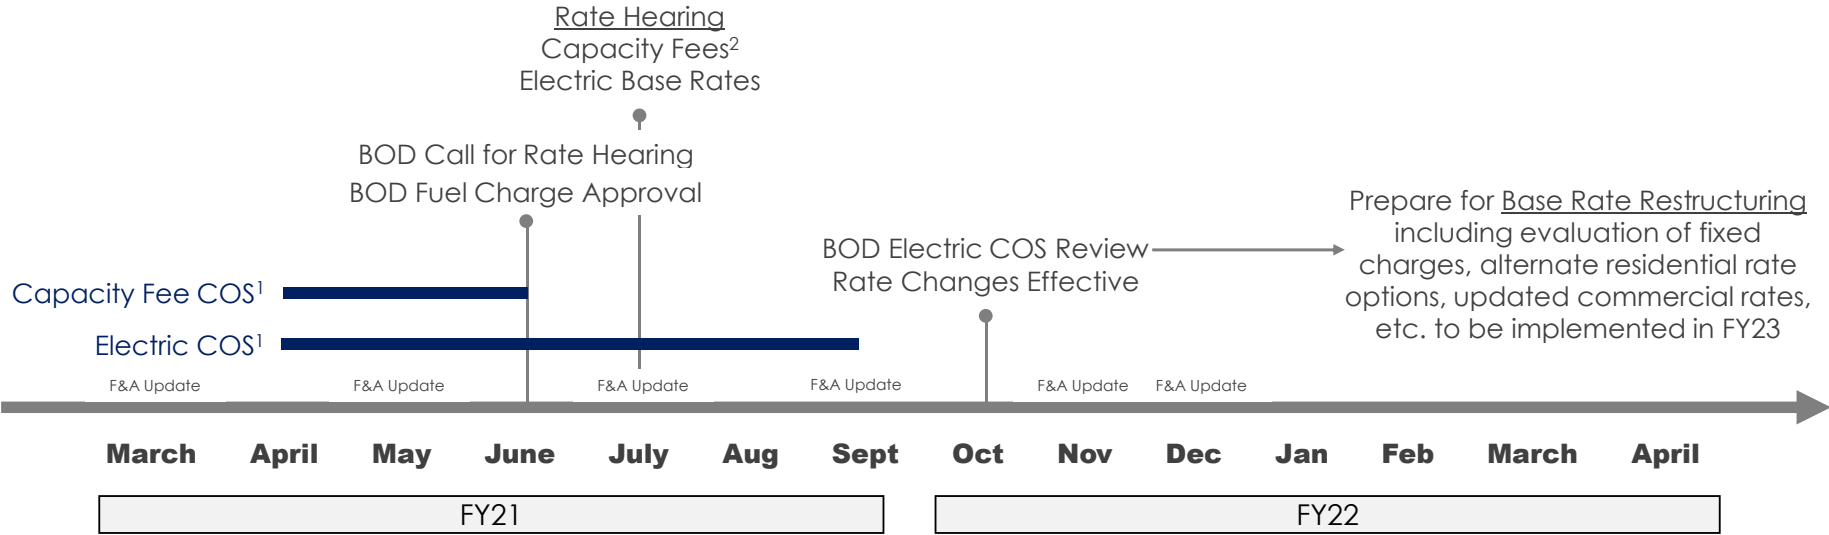 Rate Hearing
Capacity Fees²
Electric Base Rates
BOD Call for Rate Hearing
BOD Fuel Charge Approval
Prepare for Base Rate Restructuring
including evaluation of fixed
charges, alternate residential rate
options, updated commercial rates,
etc. to be implemented in FY23
BOD Electric COS Review
Rate Changes Effective
Capacity Fee COS¹
Electric COS¹
F&A Update F&A Update F&A Update F&A Update F&A Update F&A Update
March April May June July Aug Sept Oct Nov Dec Jan Feb March April
FY21 FY22